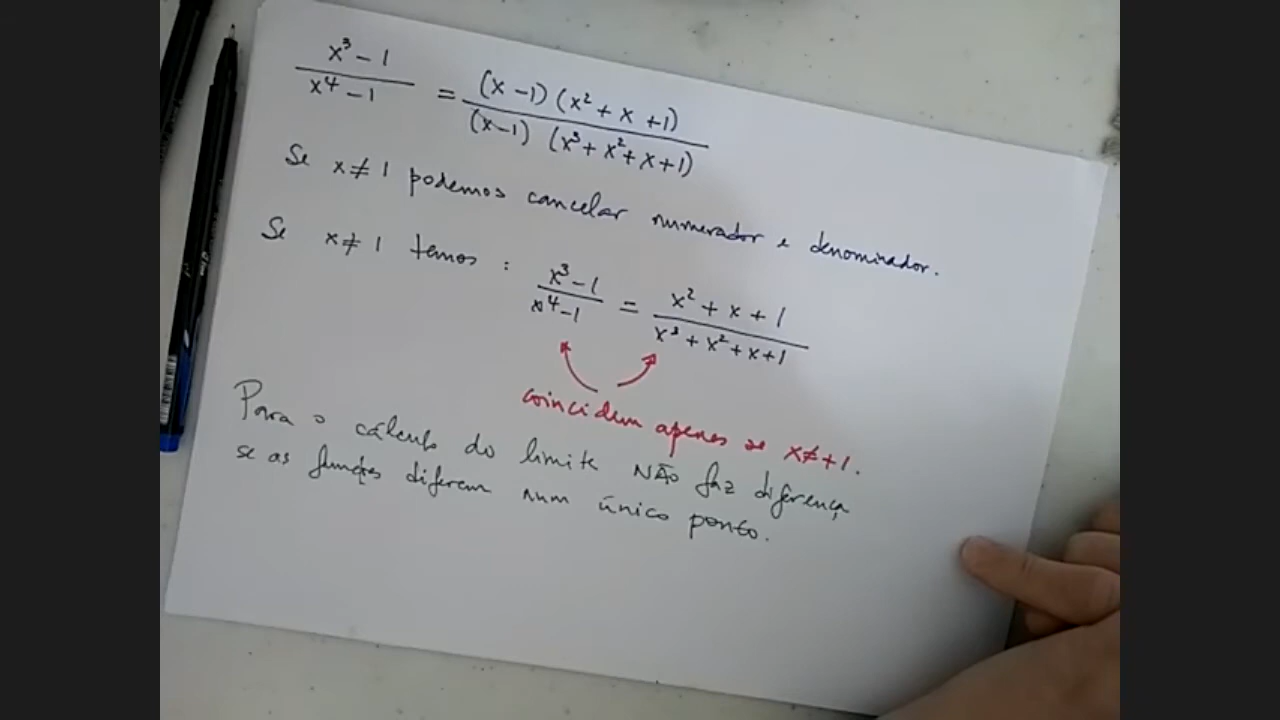 x³ - 1 / x⁴ - 1 = (x - 1) (x² + x + 1) / (x - 1) (x³ + x² + x + 1)
Se x ≠ 1 podemos cancelar numerador e denominador.
Se x ≠ 1 temos : x³ - 1 / x⁴ - 1 = x² + x + 1 / x³ + x² + x + 1
coincidem apenas se x ≠ +1.
Para o cálculo do limite NÃO faz diferença
se as funções diferem num único ponto.